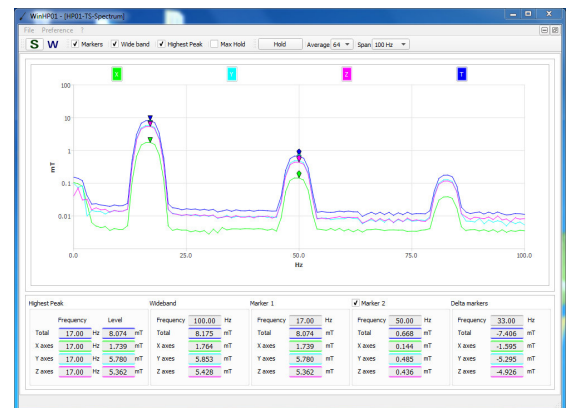 WinHP01 - [HP01-TS-Spectrum]
File Preference ?
S W Markers Wide band Highest Peak Max Hold Hold Average 64 Span 100 Hz
X Y Z T
100
10
1
0.1
0.01
mT
0.0 25.0 50.0 75.0 100.0
Hz
Highest Peak Wideband Marker 1 Marker 2 Delta markers
Frequency Level Frequency 100.00 Hz Frequency 17.00 Hz Frequency 50.00 Hz Frequency 33.00 Hz
Total 17.00 Hz 8.074 mT Total 8.175 mT Total 8.074 mT Total 0.668 mT Total -7.406 mT
X axes 17.00 Hz 1.739 mT X axes 1.764 mT X axes 1.739 mT X axes 0.144 mT X axes -1.595 mT
Y axes 17.00 Hz 5.780 mT Y axes 5.853 mT Y axes 5.780 mT Y axes 0.485 mT Y axes -5.295 mT
Z axes 17.00 Hz 5.362 mT Z axes 5.428 mT Z axes 5.362 mT Z axes 0.436 mT Z axes -4.926 mT